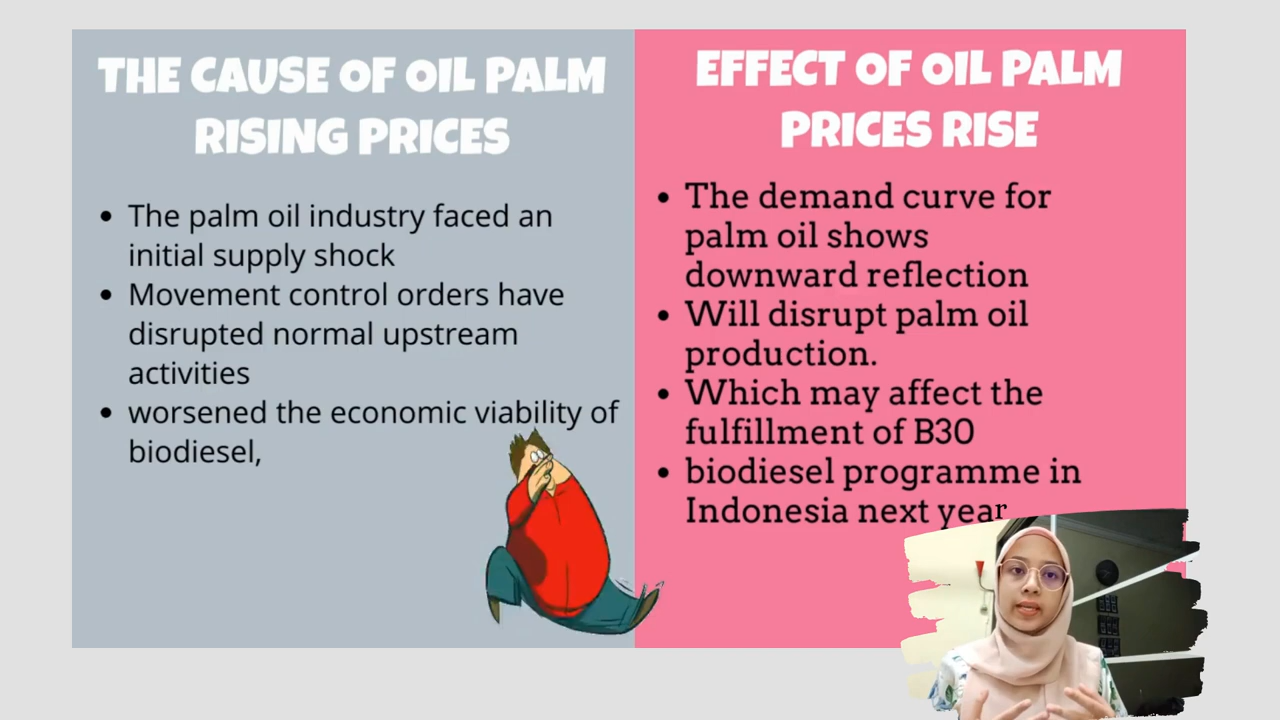 THE CAUSE OF OIL PALM
RISING PRICES
• The palm oil industry faced an
initial supply shock
• Movement control orders have
disrupted normal upstream
activities
• worsened the economic viability of
biodiesel,
EFFECT OF OIL PALM
PRICES RISE
• The demand curve for
palm oil shows
downward reflection
• Will disrupt palm oil
production.
• Which may affect the
fulfillment of B30
• biodiesel programme in
Indonesia next year